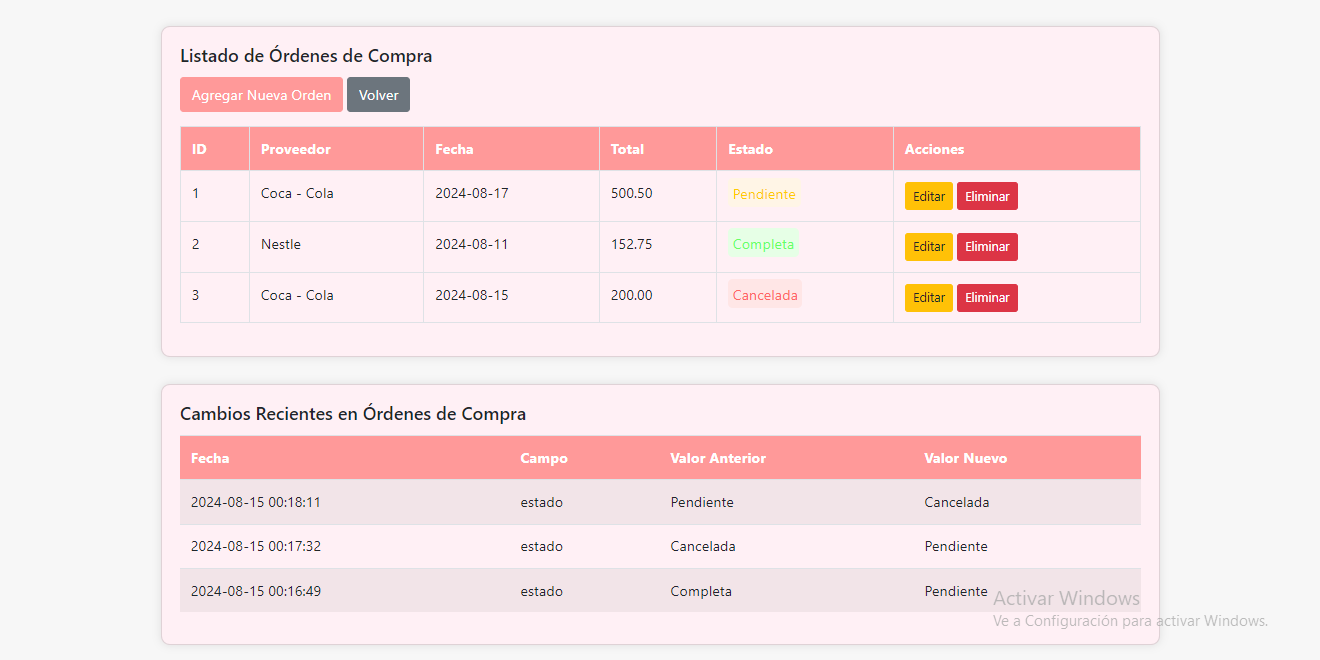 Listado de Órdenes de Compra
Agregar Nueva Orden Volver
ID Proveedor Fecha Total Estado Acciones
1 Coca - Cola 2024-08-17 500.50 Pendiente Editar Eliminar
2 Nestle 2024-08-11 152.75 Completa Editar Eliminar
3 Coca - Cola 2024-08-15 200.00 Cancelada Editar Eliminar
Cambios Recientes en Órdenes de Compra
Fecha Campo Valor Anterior Valor Nuevo
2024-08-15 00:18:11 estado Pendiente Cancelada
2024-08-15 00:17:32 estado Cancelada Pendiente
2024-08-15 00:16:49 estado Completa Pendiente
Activar Windows
Ve a Configuración para activar Windows.